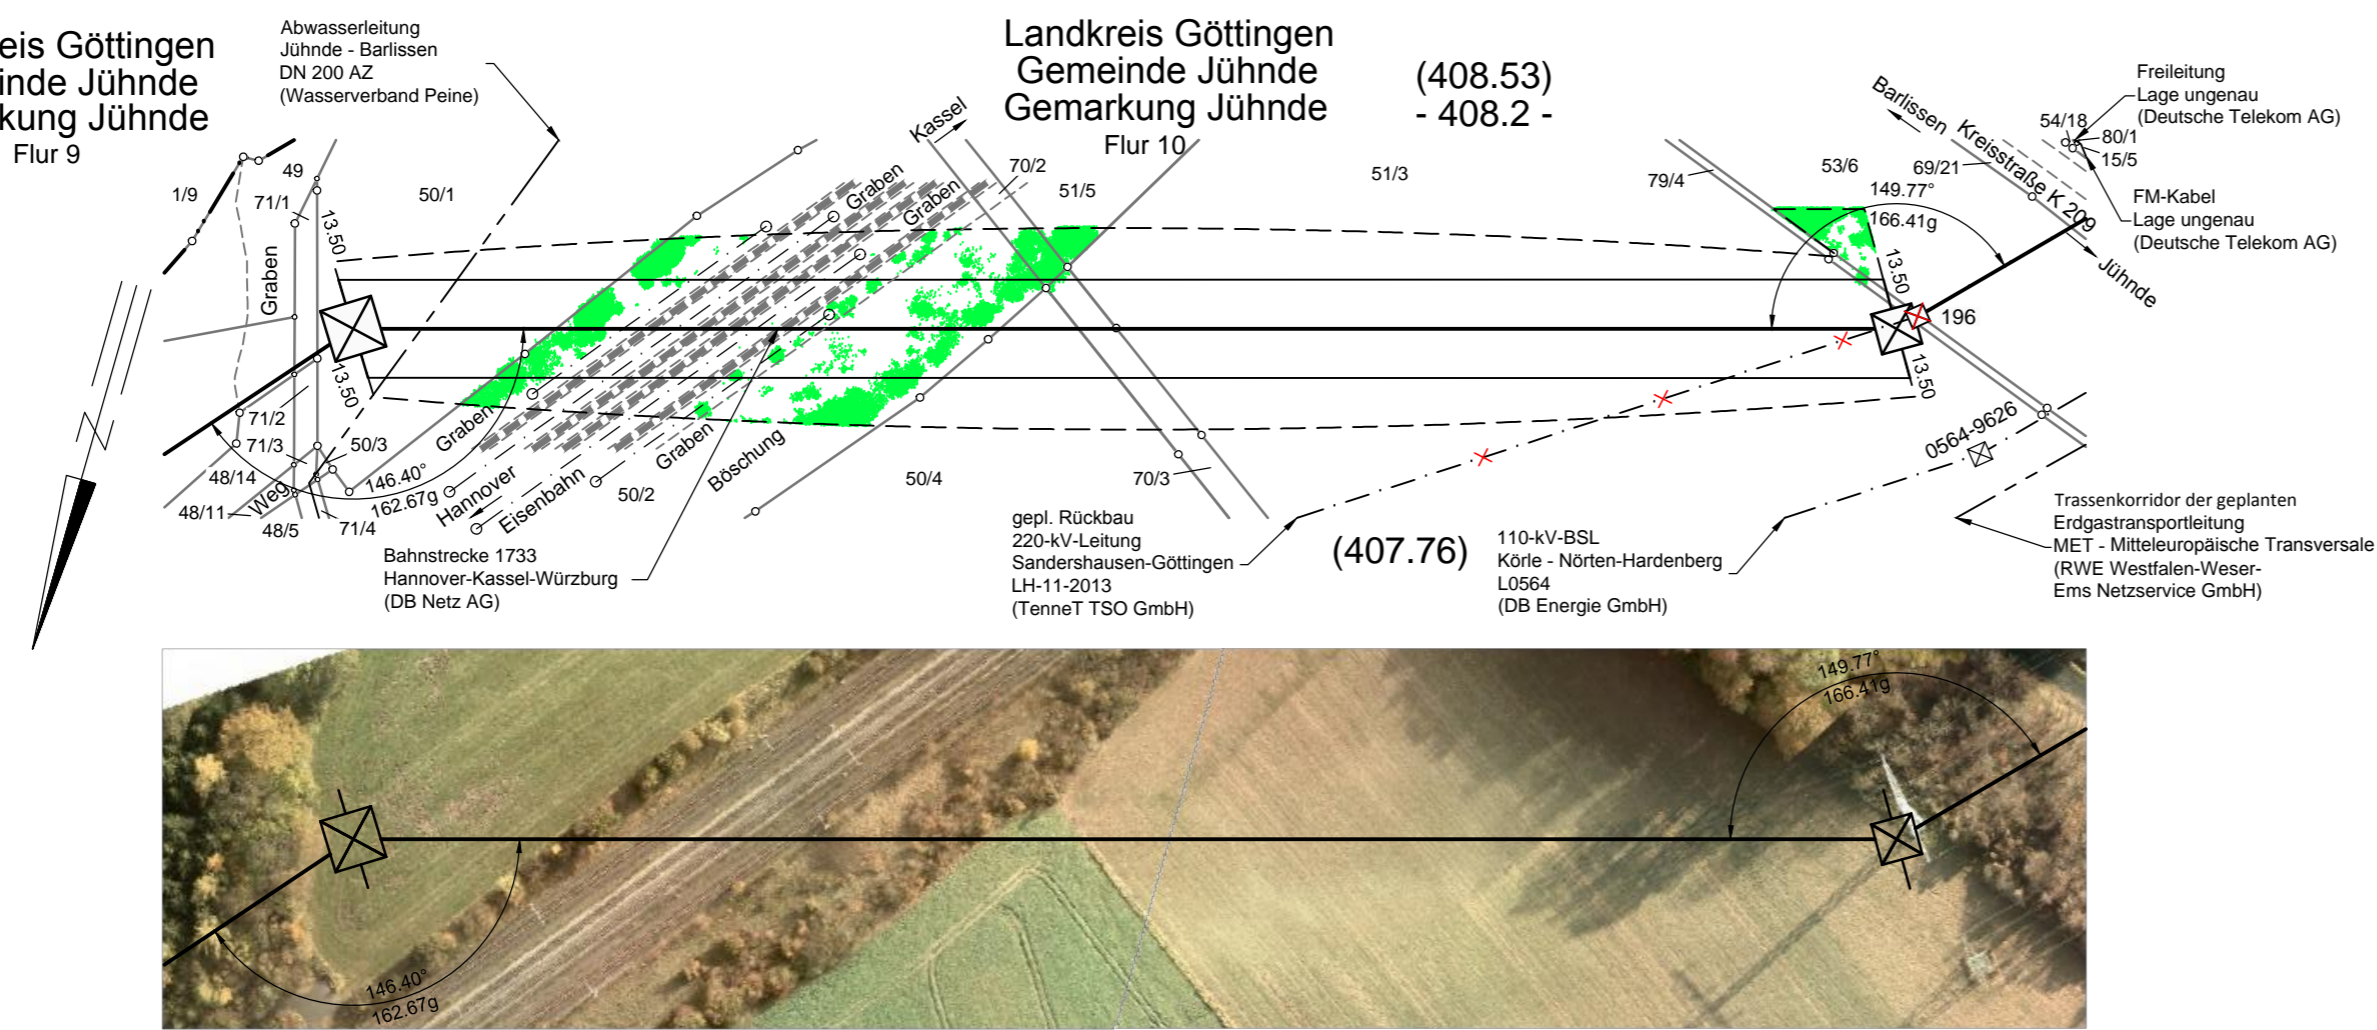 eis Göttingen
inde Jühnde
kung Jühnde
Flur 9
Abwasserleitung
Jühnde - Barlissen
DN 200 AZ
(Wasserverband Peine)
Landkreis Göttingen
Gemeinde Jühnde
Gemarkung Jühnde
Flur 10
(408.53)
- 408.2 -
Freileitung
Lage ungenau
(Deutsche Telekom AG)
FM-Kabel
Lage ungenau
(Deutsche Telekom AG)
Barlissen
Kreisstraße K 209
Jühnde
54/18
80/1
15/5
69/21
53/6
79/4
149.77°
166.41g
13.50
13.50
196
1/9
49
71/1
50/1
13.50
Graben
13.50
71/2
71/3
50/3
48/14
Weg
48/11
48/5
71/4
146.40°
162.67g
Kassel
Graben
Graben
70/2
51/5
51/3
Graben
Hannover
Eisenbahn
Graben
Böschung
50/2
50/4
70/3
0564-9626
Bahnstrecke 1733
Hannover-Kassel-Würzburg
(DB Netz AG)
gepl. Rückbau
220-kV-Leitung
Sandershausen-Göttingen
LH-11-2013
(TenneT TSO GmbH)
(407.76)
110-kV-BSL
Körle - Nörten-Hardenberg
L0564
(DB Energie GmbH)
Trassenkorridor der geplanten
Erdgastransportleitung
MET - Mitteleuropäische Transversale
(RWE Westfalen-Weser-
Ems Netzservice GmbH)
149.77°
166.41g
146.40°
162.67g